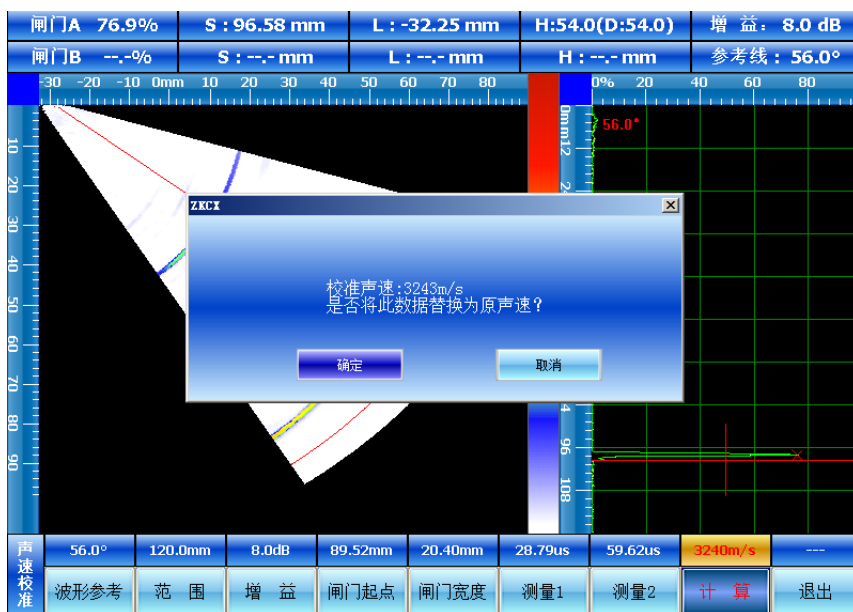 闸门A 76.9% S : 96.58 mm L : -32.25 mm H:54.0(D:54.0) 增 益: 8.0 dB
闸门B --.-% S : --.- mm L : --.- mm H : --.- mm 参考线 : 56.0°
-30 -20 -10 0mm 10 20 30 40 50 60 70 80
0% 20 40 60 80
10
20
30
40
50
60
70
80
90
0mm12
96
108
56.0°
ZKCX
校准声速:3243m/s
是否将此数据替换为原声速?
确定 取消
声速校准
56.0° 120.0mm 8.0dB 89.52mm 20.40mm 28.79us 59.62us 3240m/s ---
波形参考 范 围 增 益 闸门起点 闸门宽度 测量1 测量2 计 算 退出